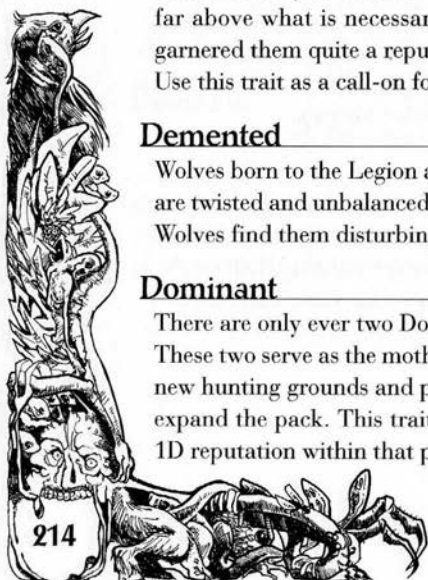 far above what is necessar
garnered them quite a repu
Use this trait as a call-on fo
Demented
Wolves born to the Legion a
are twisted and unbalanced
Wolves find them disturbin
Dominant
There are only ever two Do
These two serve as the moth
new hunting grounds and p
expand the pack. This trait
1D reputation within that p
214